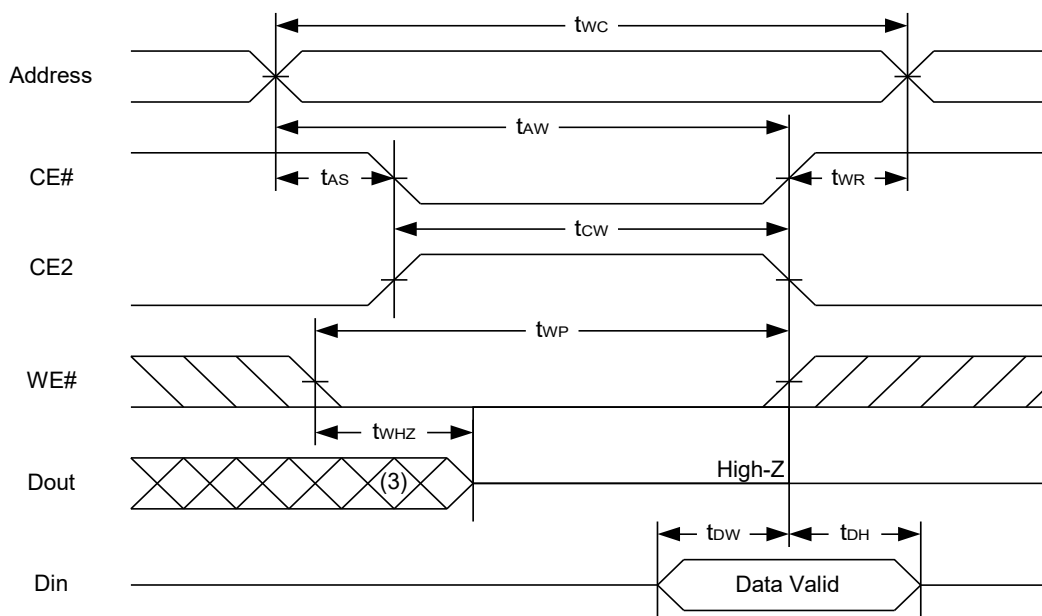 tWC
Address
tAW
CE#
tAS
tWR
tCW
CE2
tWP
WE#
tWHZ
Dout
(3)
High-Z
tDW
tDH
Din
Data Valid